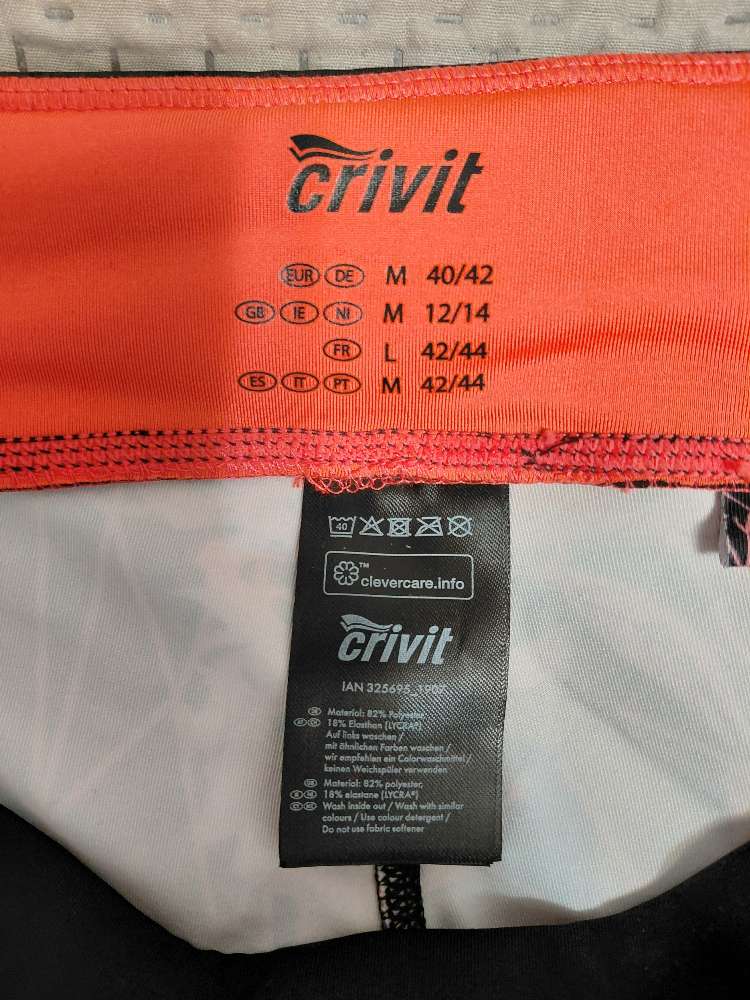 crivit
EUR DE M 40/42
GB IE NI M 12/14
FR L 42/44
ES IT PT M 42/44
40
™
clevercare.info
crivit
IAN 325695_1907
Material: 82% Polyester,
18% Elasthan (LYCRA®)
Auf links waschen /
mit ähnlichen Farben waschen /
wir empfehlen ein Colorwaschmittel /
keinen Weichspüler verwenden
Material: 82% polyester,
18% elastane (LYCRA®)
Wash inside out / Wash with similar
colours / Use colour detergent /
Do not use fabric softener